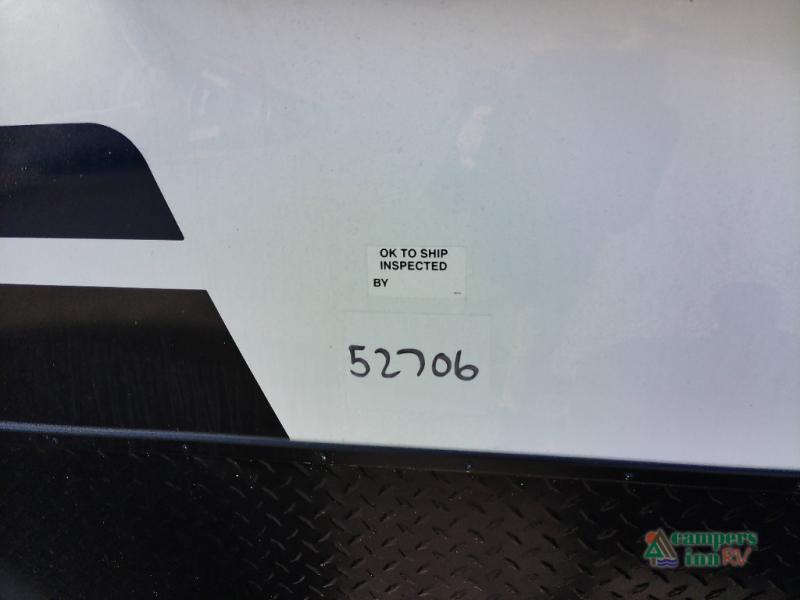 OK TO SHIP
INSPECTED
BY
52706
campers
inn RV